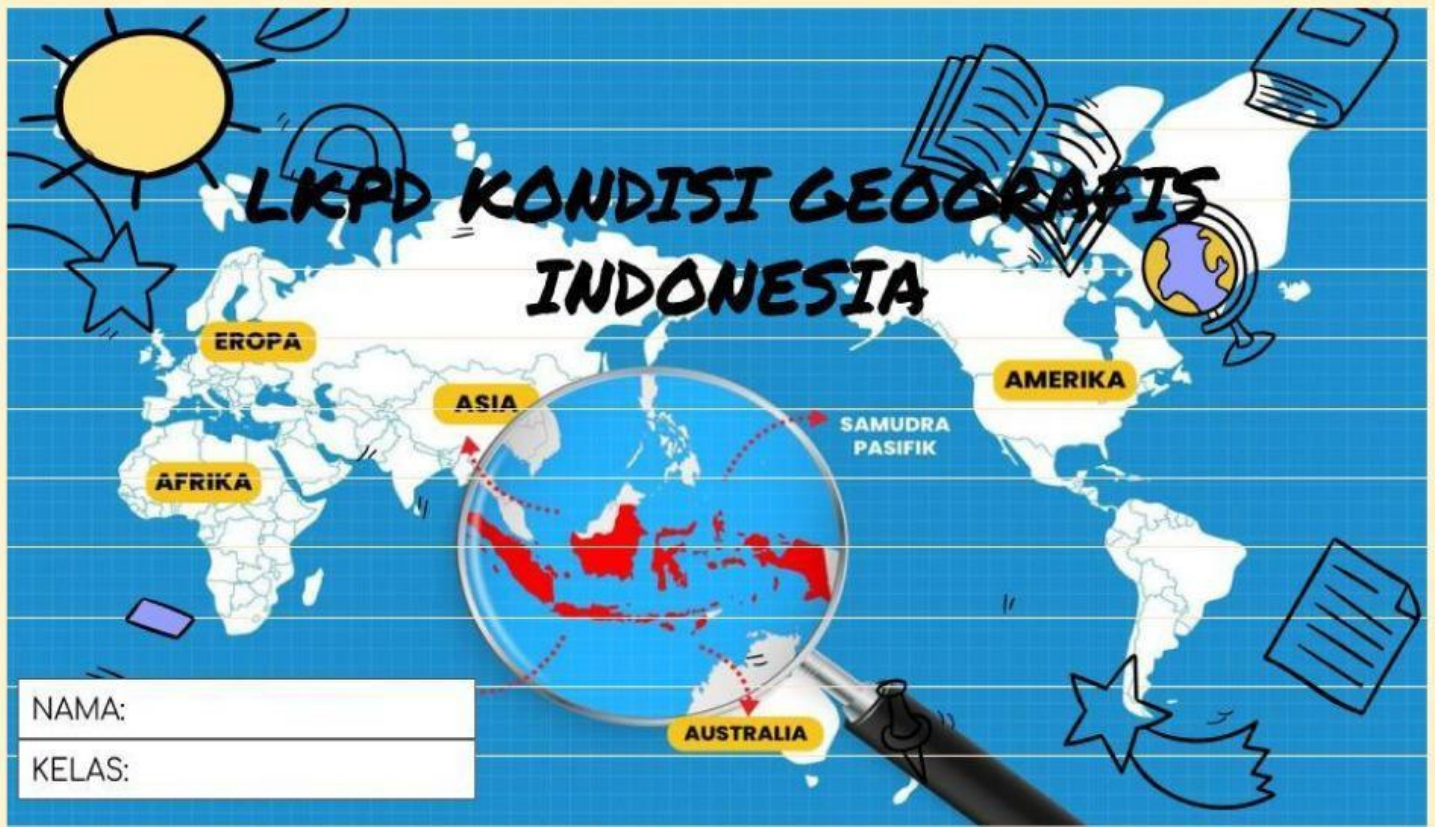 LKPD KONDISI GEOGRAFIS
INDONESIA
EROPA
ASIA
AMERIKA
SAMUDRA
PASIFIK
AFRIKA
AUSTRALIA
NAMA:
KELAS: